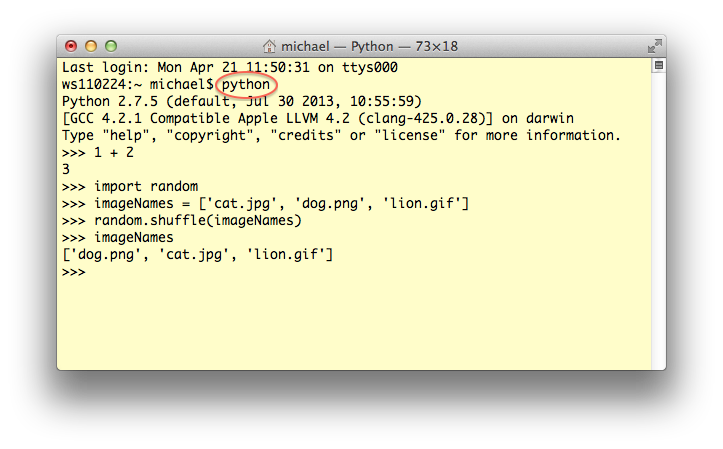 michael — Python — 73×18
Last login: Mon Apr 21 11:50:31 on ttys000
ws110224:~ michael$ python
Python 2.7.5 (default, Jul 30 2013, 10:55:59)
[GCC 4.2.1 Compatible Apple LLVM 4.2 (clang-425.0.28)] on darwin
Type "help", "copyright", "credits" or "license" for more information.
>>> 1 + 2
3
>>> import random
>>> imageNames = ['cat.jpg', 'dog.png', 'lion.gif']
>>> random.shuffle(imageNames)
>>> imageNames
['dog.png', 'cat.jpg', 'lion.gif']
>>>